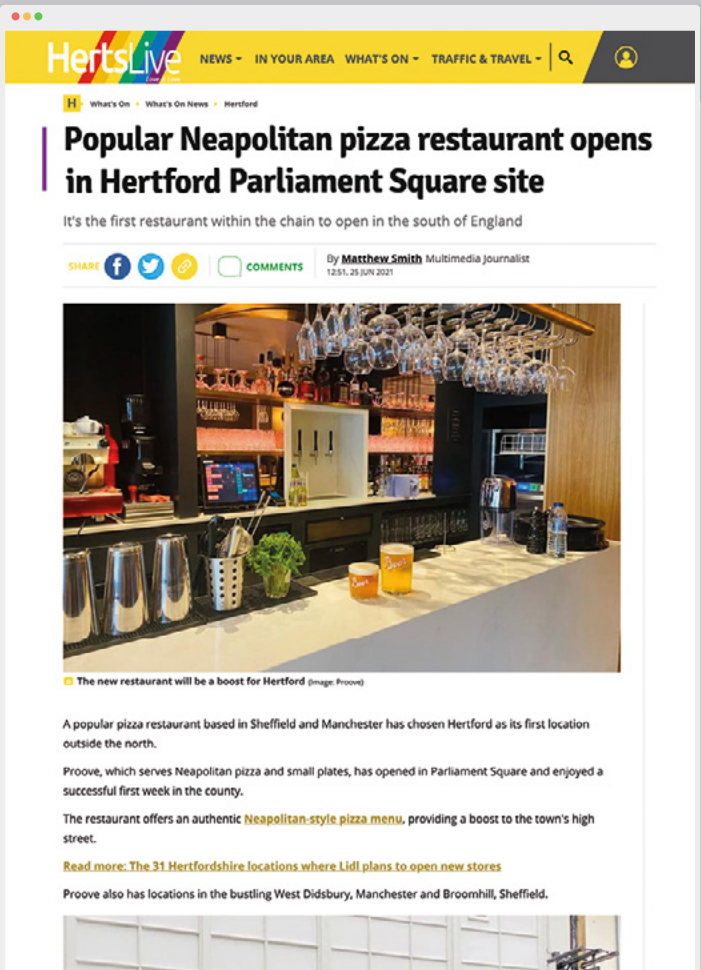 HertsLive
NEWS IN YOUR AREA WHAT'S ON TRAFFIC & TRAVEL
H What's On What's On News Hertford
Popular Neapolitan pizza restaurant opens
in Hertford Parliament Square site
It's the first restaurant within the chain to open in the south of England
SHARE f COMMENTS
By Matthew Smith Multimedia Journalist
12:51, 25 JUN 2021
The new restaurant will be a boost for Hertford (Image: Proove)
A popular pizza restaurant based in Sheffield and Manchester has chosen Hertford as its first location
outside the north.
Proove, which serves Neapolitan pizza and small plates, has opened in Parliament Square and enjoyed a
successful first week in the county.
The restaurant offers an authentic Neapolitan-style pizza menu, providing a boost to the town's high
street.
Read more: The 31 Hertfordshire locations where Lidl plans to open new stores
Proove also has locations in the bustling West Didsbury, Manchester and Broomhill, Sheffield.